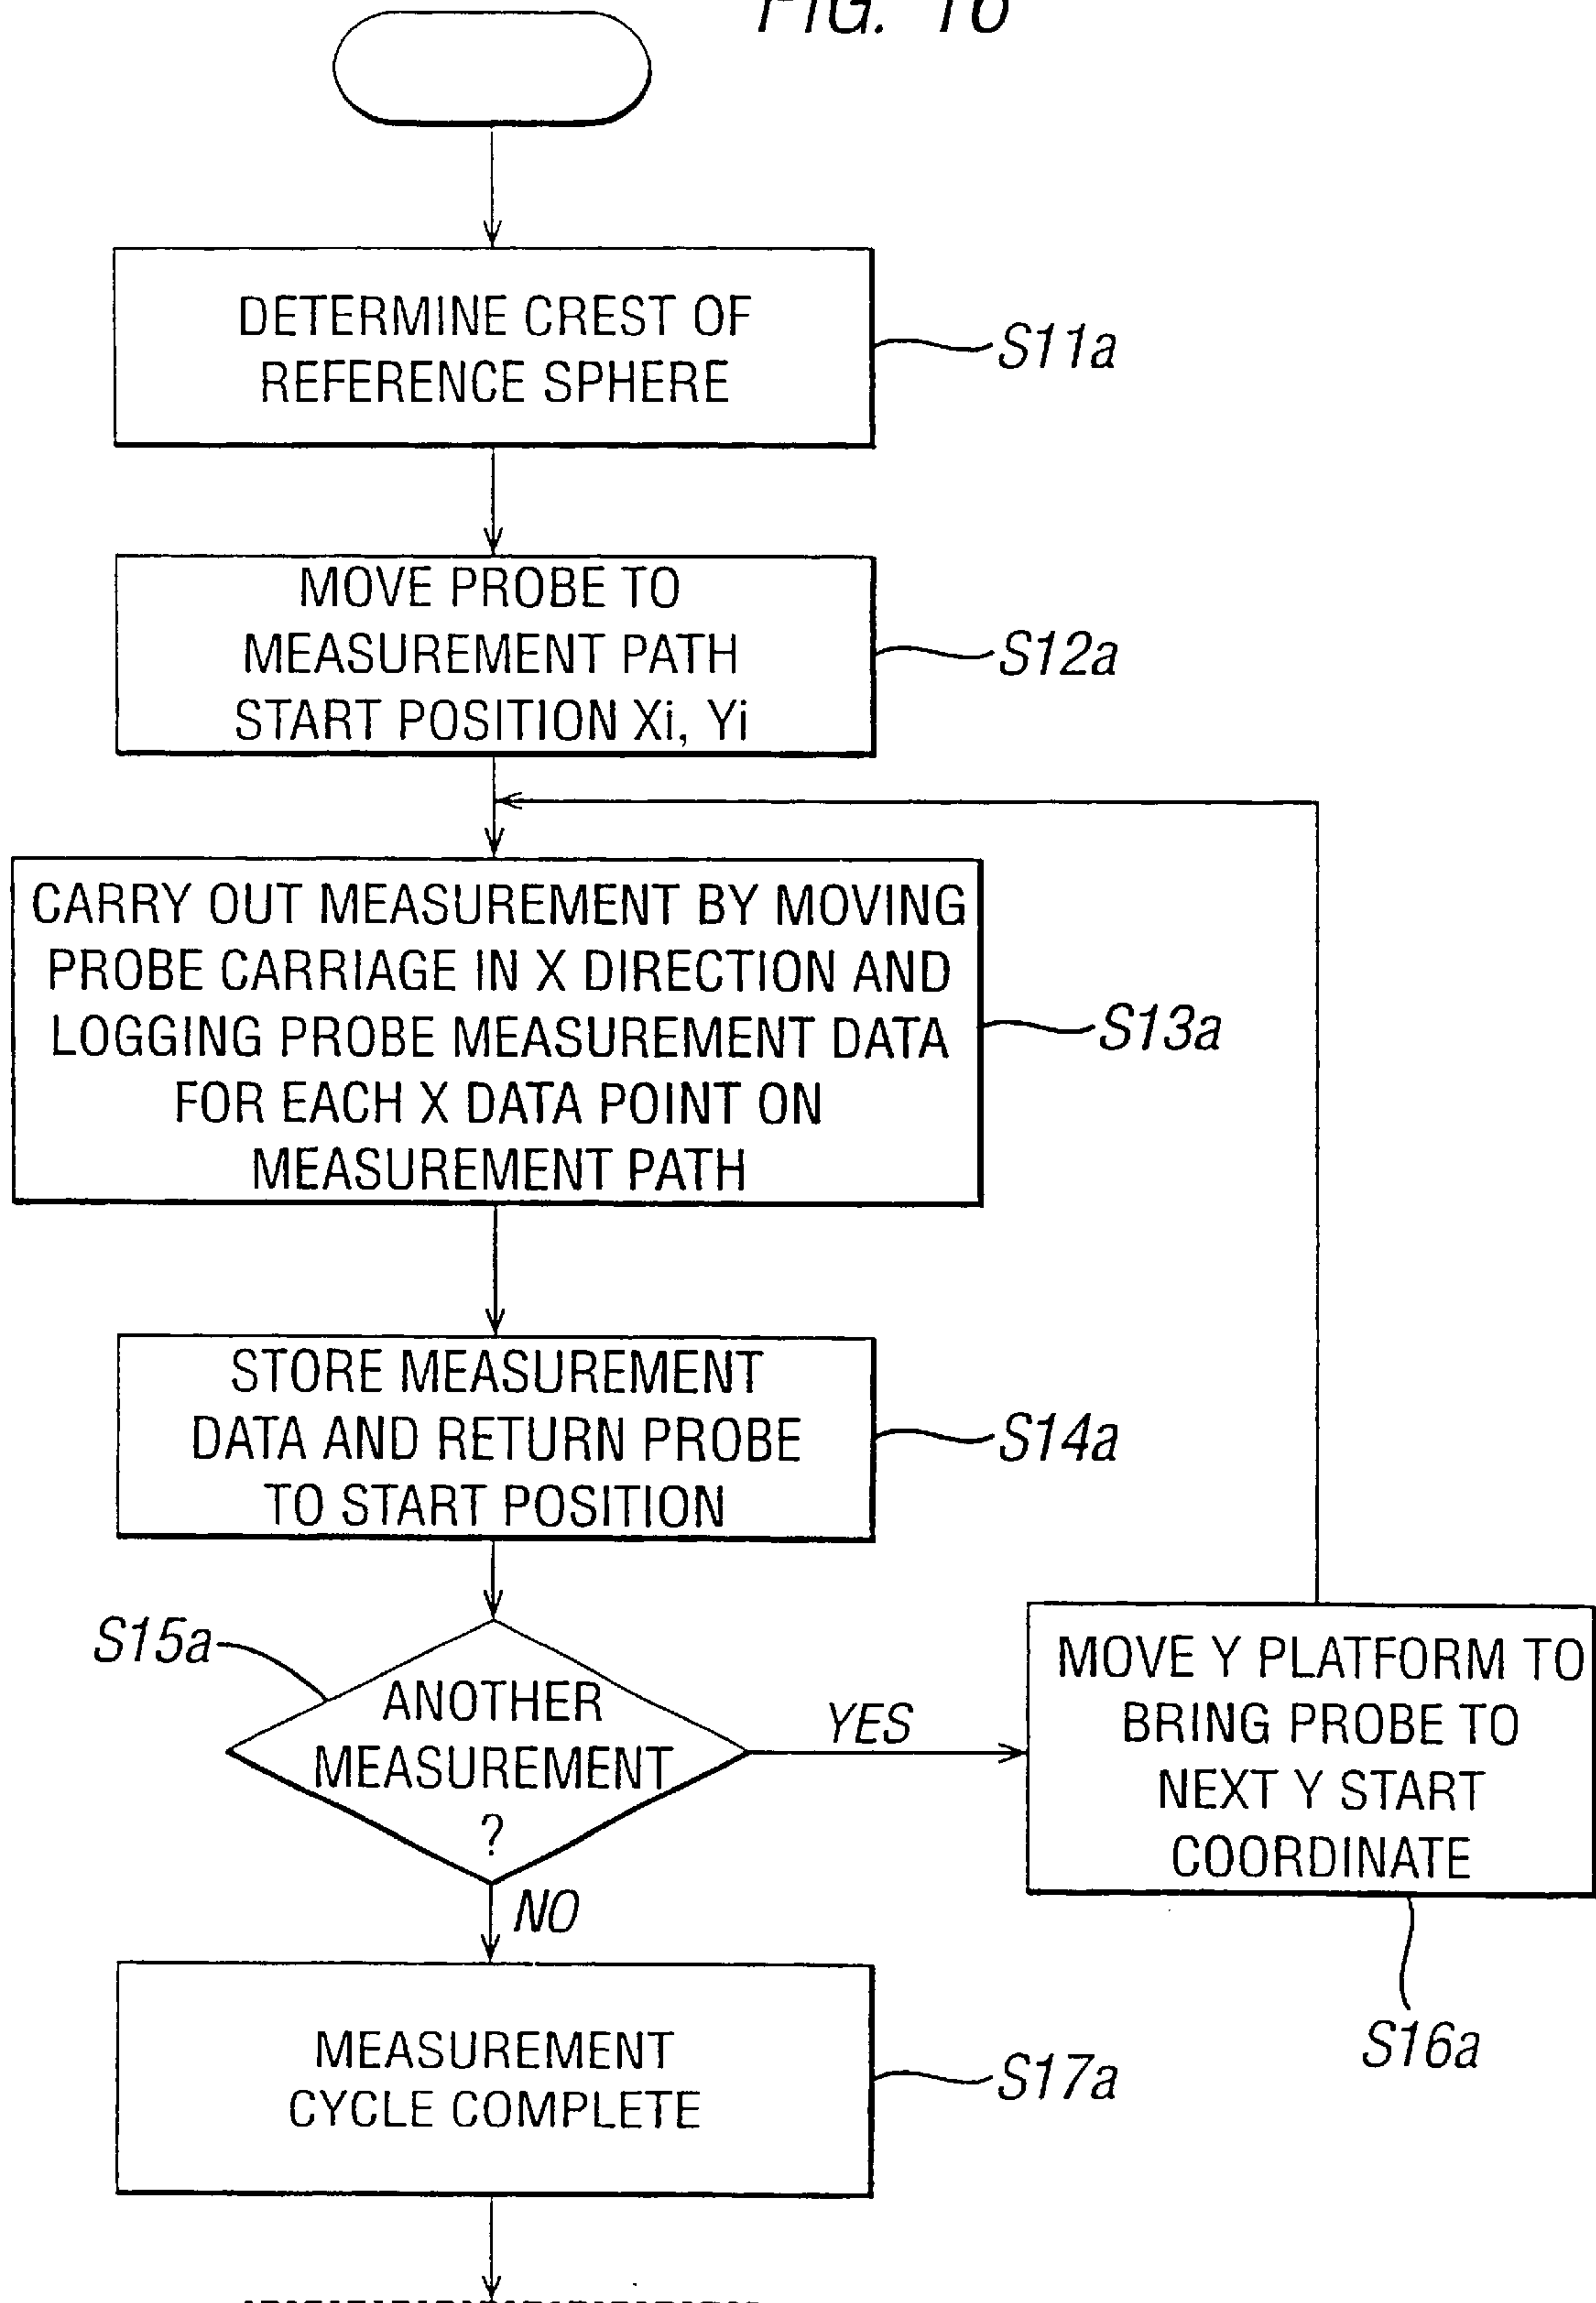 FIG. 16
DETERMINE CREST OF
REFERENCE SPHERE
S11a
MOVE PROBE TO
MEASUREMENT PATH
START POSITION Xi, Yi
S12a
CARRY OUT MEASUREMENT BY MOVING
PROBE CARRIAGE IN X DIRECTION AND
LOGGING PROBE MEASUREMENT DATA
FOR EACH X DATA POINT ON
MEASUREMENT PATH
S13a
STORE MEASUREMENT
DATA AND RETURN PROBE
TO START POSITION
S14a
S15a
ANOTHER
MEASUREMENT
?
YES
MOVE Y PLATFORM TO
BRING PROBE TO
NEXT Y START
COORDINATE
S16a
NO
MEASUREMENT
CYCLE COMPLETE
S17a